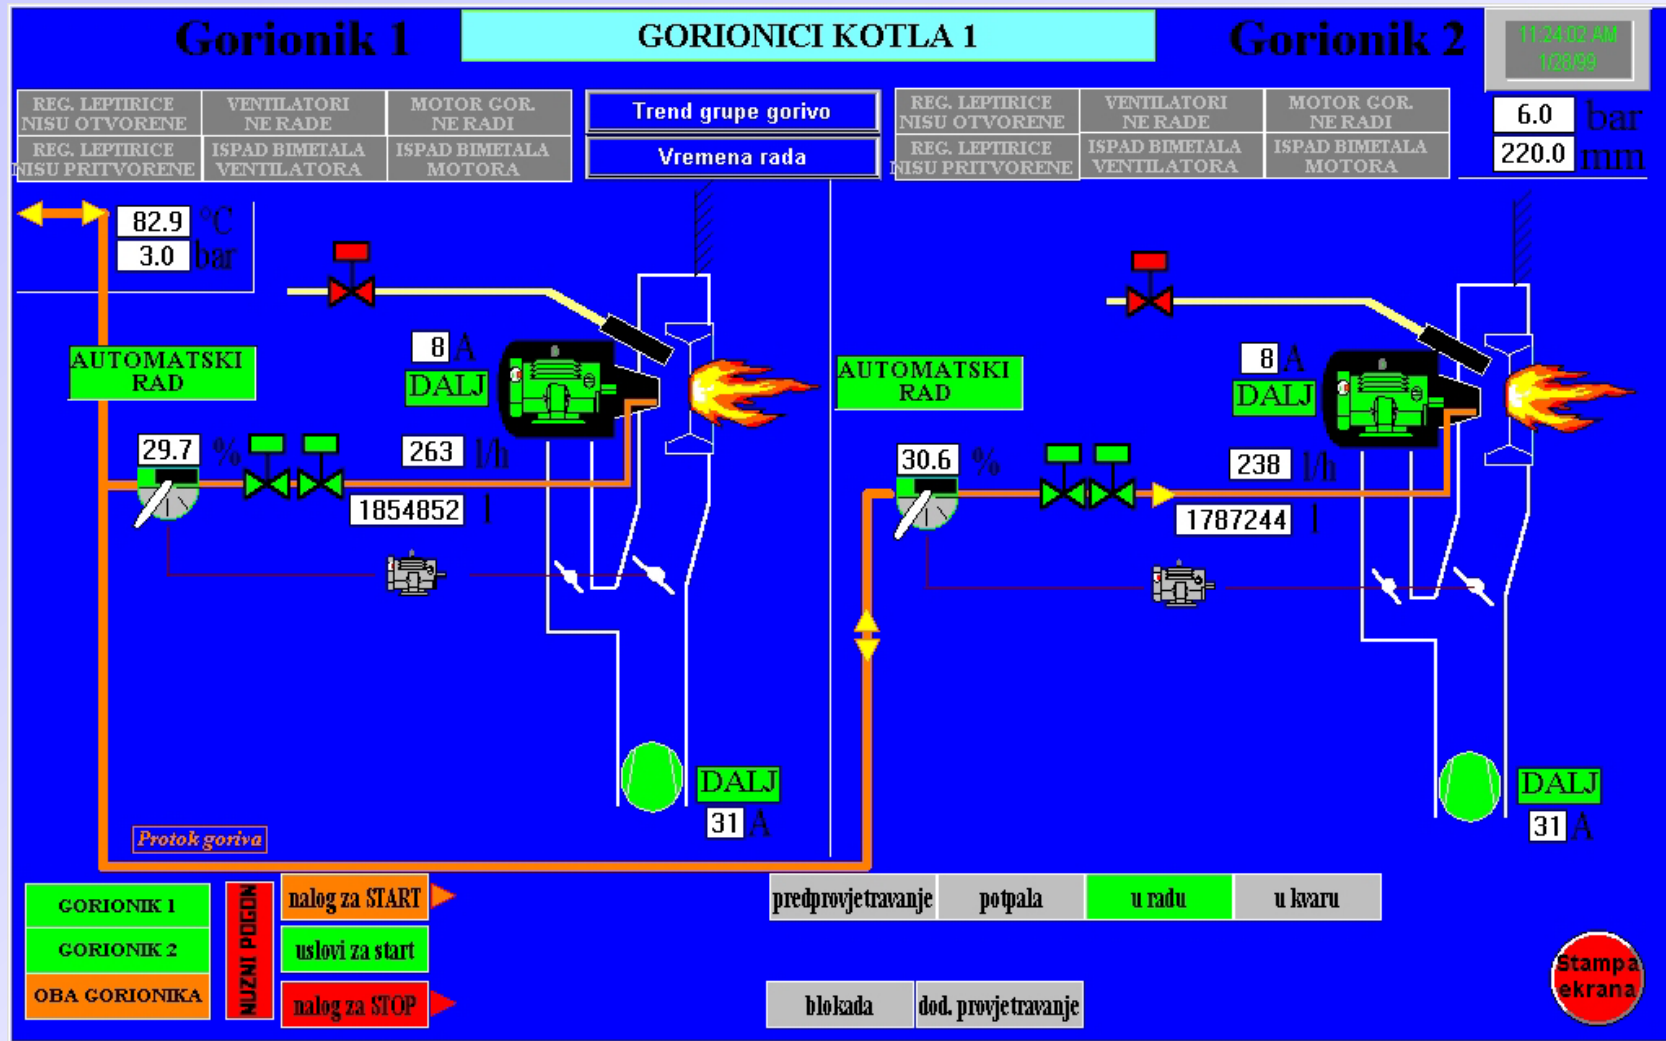 Gorionik 1
GORIONICI KOTLA 1
Gorionik 2
11:24:02 AM
1/28/99
REG. LEPTIRICE
NISU OTVORENE
VENTILATORI
NE RADE
MOTOR GOR.
NE RADI
REG. LEPTIRICE
NISU PRITVORENE
ISPAD BIMETALA
VENTILATORA
ISPAD BIMETALA
MOTORA
Trend grupe gorivo
Vremena rada
REG. LEPTIRICE
NISU OTVORENE
VENTILATORI
NE RADE
MOTOR GOR.
NE RADI
REG. LEPTIRICE
NISU PRITVORENE
ISPAD BIMETALA
VENTILATORA
ISPAD BIMETALA
MOTORA
6.0 bar
220.0 mm
82.9 °C
3.0 bar
AUTOMATSKI
RAD
8 A
DALJ
29.7 %
263 l/h
1854852 l
DALJ
31 A
Protok goriva
AUTOMATSKI
RAD
8 A
DALJ
30.6 %
238 l/h
1787244 l
DALJ
31 A
GORIONIK 1
GORIONIK 2
OBA GORIONIKA
NUZNI POGON
nalog za START
uslovi za start
nalog za STOP
predprovjetravanje
potpala
u radu
u kvaru
blokada
dod. provjetravanje
Stampa
ekrana